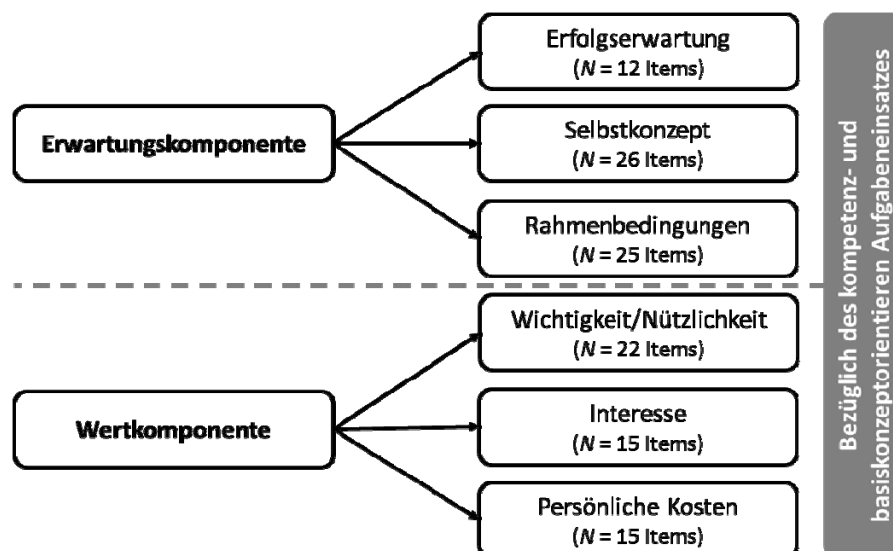 Erfolgserwartung
(N = 12 Items)
Erwartungskomponente
Selbstkonzept
(N = 26 Items)
Rahmenbedingungen
(N = 25 Items)
Wichtigkeit/Nützlichkeit
(N = 22 Items)
Wertkomponente
Interesse
(N = 15 Items)
Persönliche Kosten
(N = 15 Items)
Bezüglich des kompetenz- und
basiskonzeptorientieren Aufgabeneinsatzes